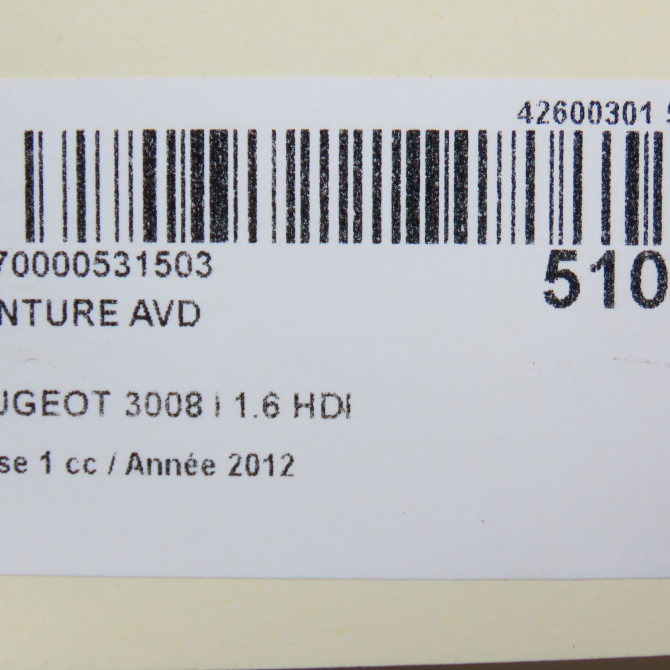 42600301
70000531503
510
NTURE AVD
UGEOT 3008 I 1.6 HDI
se 1 cc / Année 2012